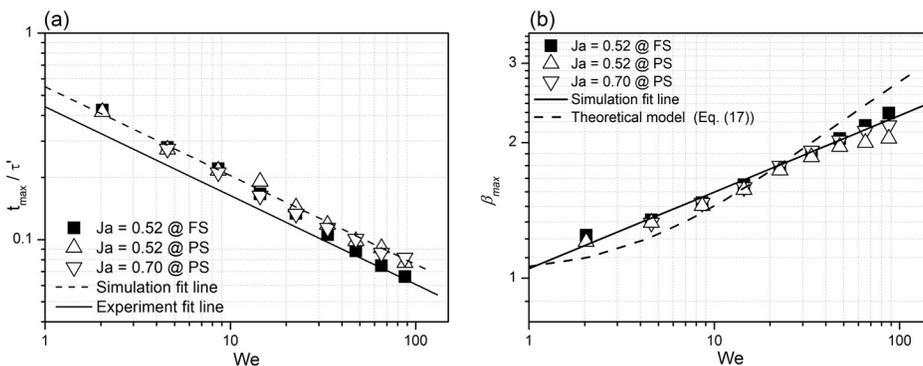 (a)
1
0.1
t_max / τ'
Ja = 0.52 @ FS
Ja = 0.52 @ PS
Ja = 0.70 @ PS
Simulation fit line
Experiment fit line
1 10 100
We
(b)
3
2
1
β_max
Ja = 0.52 @ FS
Ja = 0.52 @ PS
Ja = 0.70 @ PS
Simulation fit line
Theoretical model (Eq. (17))
1 10 100
We